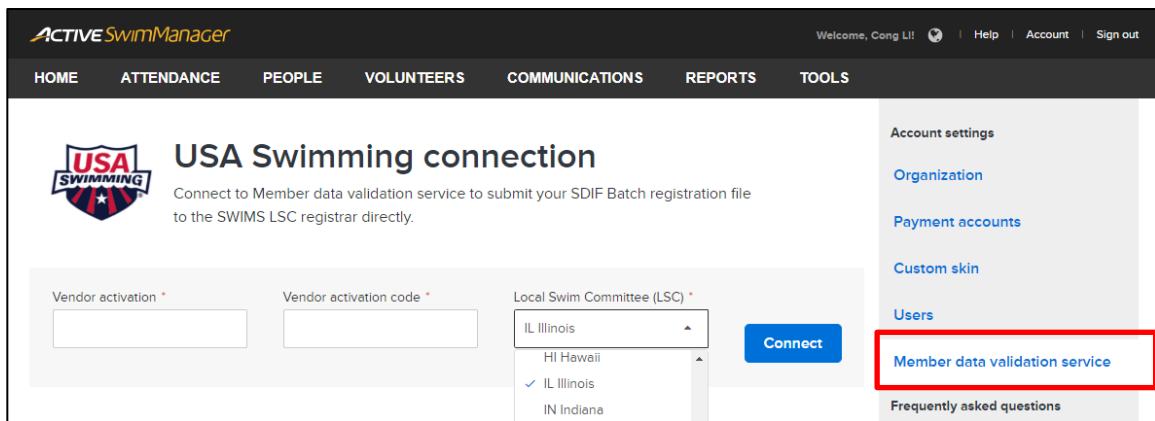 ACTIVE SwimManager
Welcome, Cong LI! | Help | Account | Sign out
HOME ATTENDANCE PEOPLE VOLUNTEERS COMMUNICATIONS REPORTS TOOLS
USA SWIMMING
USA Swimming connection
Connect to Member data validation service to submit your SDIF Batch registration file
to the SWIMS LSC registrar directly.
Vendor activation *
Vendor activation code *
Local Swim Committee (LSC) *
IL Illinois
HI Hawaii
✓ IL Illinois
IN Indiana
Connect
Account settings
Organization
Payment accounts
Custom skin
Users
Member data validation service
Frequently asked questions